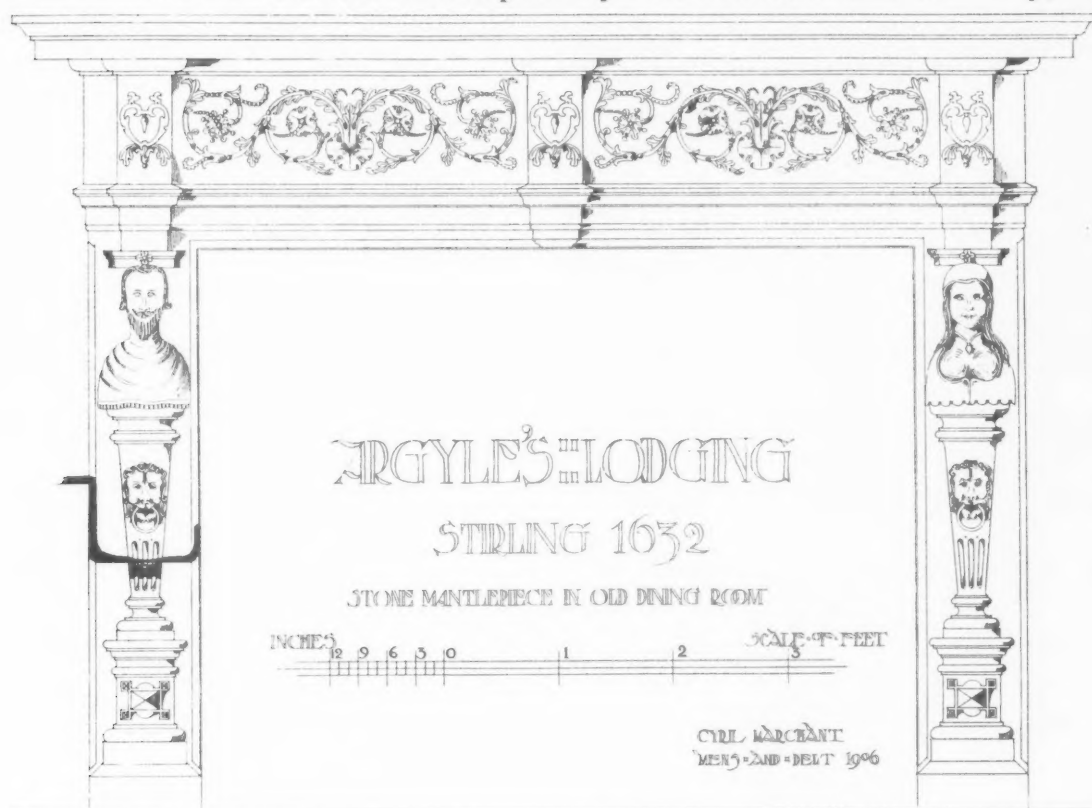 ARGYLE'S LODGING
STIRLING 1632
STONE MANTLEPIECE IN OLD DINING ROOM
INCHES SCALE·OF·FEET
12 9 6 3 0 1 2 3
CYRIL MARCHANT
MENS=AND=DELT 1906